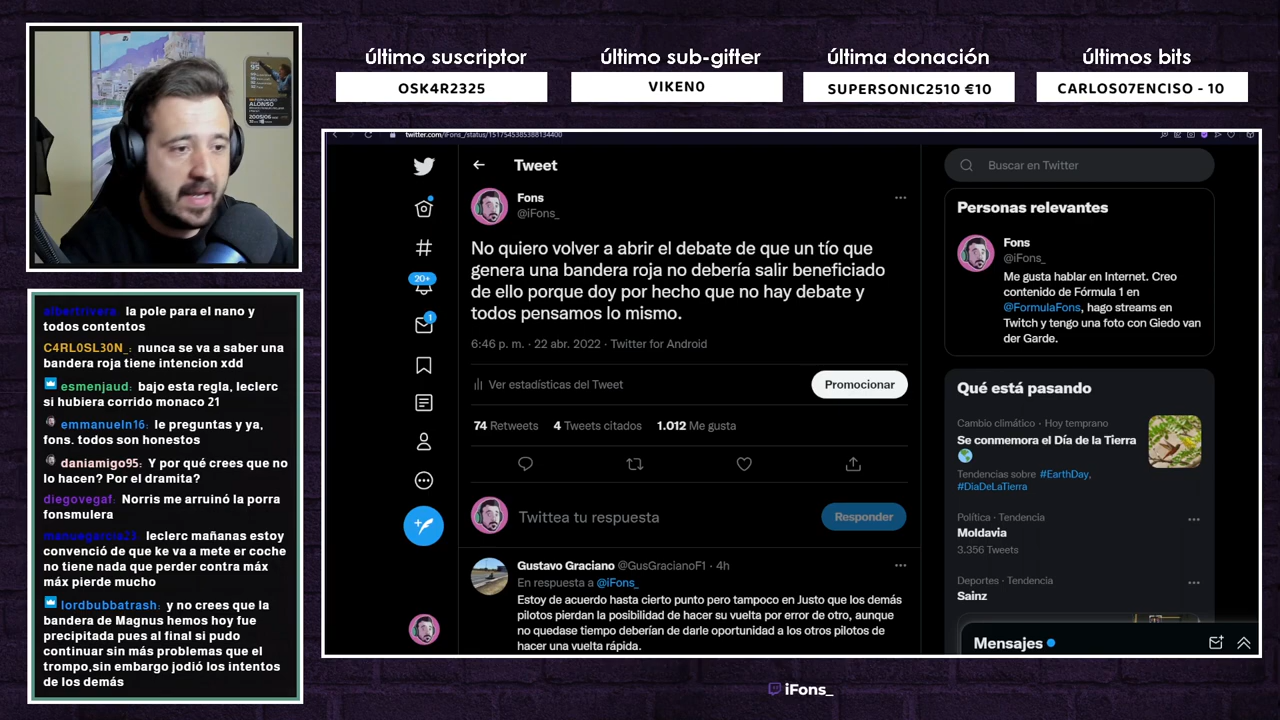 último suscriptor
OSK4R2325
último sub-gifter
VIKEN0
última donación
SUPERSONIC2510 €10
últimos bits
CARLOS07ENCISO - 10
ALONSO
2005/06
albertrivera: la pole para el nano y
todos contentos
C4RL0SL30N_: nunca se va a saber una
bandera roja tiene intencion xdd
esmenjaud: bajo esta regla, leclerc
si hubiera corrido monaco 21
emmanueln16: le preguntas y ya,
fons. todos son honestos
daniamigo95: Y por qué crees que no
lo hacen? Por el dramita?
diegovegaf: Norris me arruinó la porra
fonsmulera
leclerc mañanas estoy
convenció de que ke va a mete er coche
no tiene nada que perder contra máx
máx pierde mucho
lordbubbatrash: y no crees que la
bandera de Magnus hemos hoy fue
precipitada pues al final si pudo
continuar sin más problemas que el
trompo,sin embargo jodió los intentos
de los demás
twitter.com/iFons_/status/1517545385388134400
20+
1
Tweet
Fons
@iFons_
No quiero volver a abrir el debate de que un tío que
genera una bandera roja no debería salir beneficiado
de ello porque doy por hecho que no hay debate y
todos pensamos lo mismo.
6:46 p. m. · 22 abr. 2022 · Twitter for Android
Ver estadísticas del Tweet
Promocionar
74 Retweets 4 Tweets citados 1.012 Me gusta
Twittea tu respuesta
Responder
Gustavo Graciano @GusGracianoF1 · 4h
En respuesta a @iFons_
Estoy de acuerdo hasta cierto punto pero tampoco en Justo que los demás
pilotos pierdan la posibilidad de hacer su vuelta por error de otro, aunque
no quedase tiempo deberían de darle oportunidad a los otros pilotos de
hacer una vuelta rápida.
Buscar en Twitter
Personas relevantes
Fons
@iFons_
Me gusta hablar en Internet. Creo
contenido de Fórmula 1 en
@FormulaFons, hago streams en
Twitch y tengo una foto con Giedo van
der Garde.
Qué está pasando
Cambio climático · Hoy temprano
Se conmemora el Día de la Tierra
Tendencias sobre #EarthDay,
#DiaDeLaTierra
Política · Tendencia
Moldavia
3.356 Tweets
Deportes · Tendencia
Sainz
Mensajes
iFons_